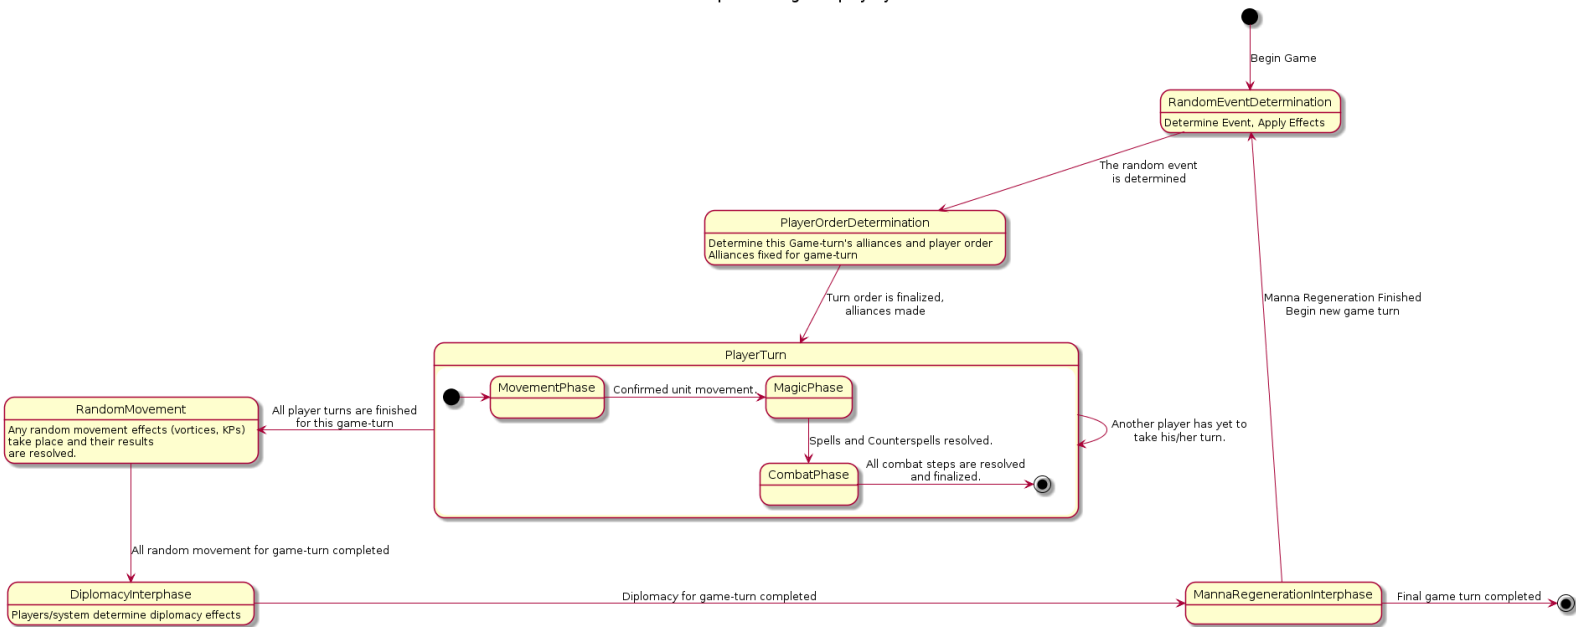 Begin Game
RandomEventDetermination
Determine Event, Apply Effects
The random event
is determined
PlayerOrderDetermination
Determine this Game-turn's alliances and player order
Alliances fixed for game-turn
Turn order is finalized,
alliances made
Manna Regeneration Finished
Begin new game turn
PlayerTurn
MovementPhase
Confirmed unit movement.
MagicPhase
Spells and Counterspells resolved.
CombatPhase
All combat steps are resolved
and finalized.
Another player has yet to
take his/her turn.
All player turns are finished
for this game-turn
RandomMovement
Any random movement effects (vortices, KPs)
take place and their results
are resolved.
All random movement for game-turn completed
DiplomacyInterphase
Players/system determine diplomacy effects
Diplomacy for game-turn completed
MannaRegenerationInterphase
Final game turn completed